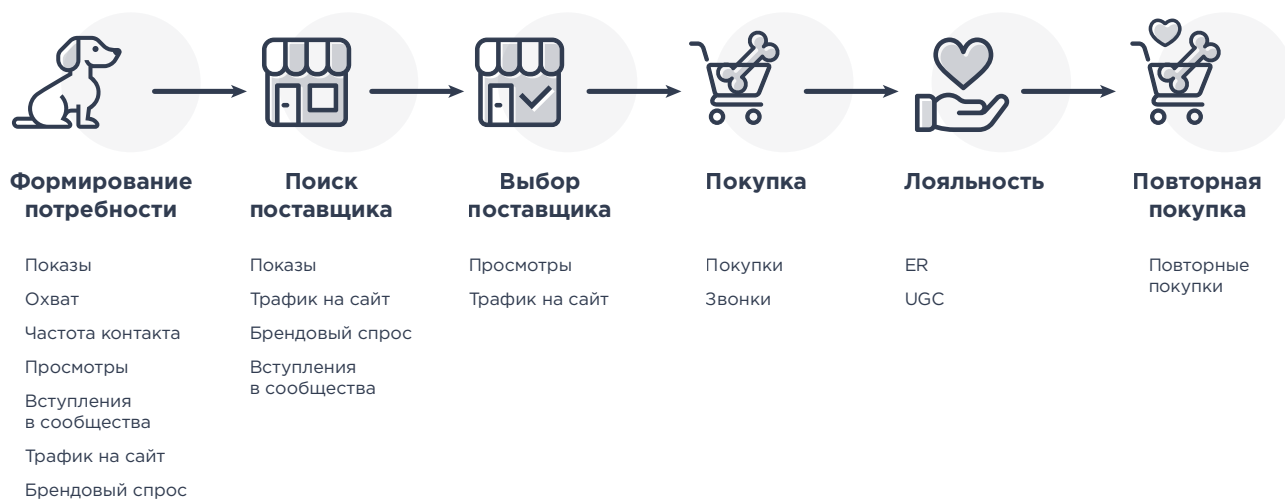 Формирование
потребности
Показы
Охват
Частота контакта
Просмотры
Вступления
в сообщества
Трафик на сайт
Брендовый спрос
Поиск
поставщика
Показы
Трафик на сайт
Брендовый спрос
Вступления
в сообщества
Выбор
поставщика
Просмотры
Трафик на сайт
Покупка
Покупки
Звонки
Лояльность
ER
UGC
Повторная
покупка
Повторные
покупки